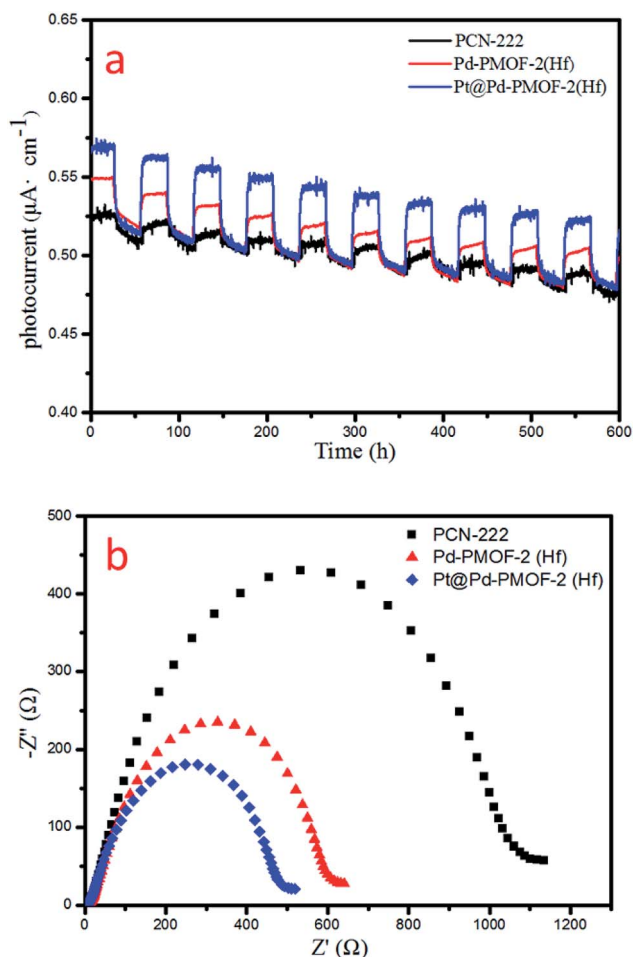 a
PCN-222
Pd-PMOF-2(Hf)
Pt@Pd-PMOF-2(Hf)
photocurrent (μA· cm⁻¹)
0.65
0.60
0.55
0.50
0.45
0.40
0 100 200 300 400 500 600
Time (h)
b
PCN-222
Pd-PMOF-2 (Hf)
Pt@Pd-PMOF-2 (Hf)
-Z'' (Ω)
500
400
300
200
100
0
0 200 400 600 800 1000 1200
Z' (Ω)